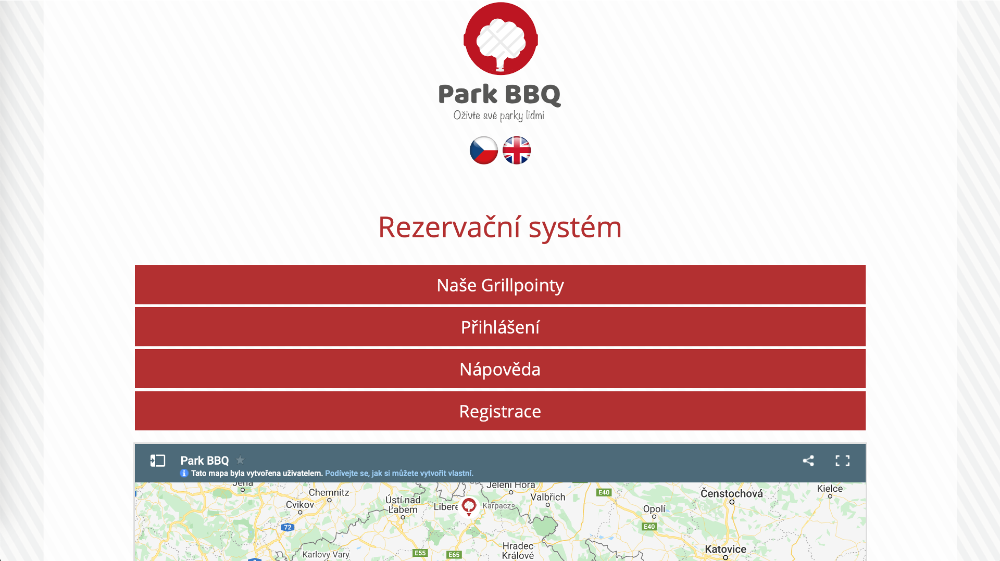 Park BBQ
Oživte své parky lidmi
Rezervační systém
Naše Grillpointy
Přihlášení
Nápověda
Registrace
Park BBQ
Tato mapa byla vytvořena uživatelem. Podívejte se, jak si můžete vytvořit vlastní.
Jena
Jelení Hora
Kielce
Chemnitz
E40
Čenstochová
Valbřich
Ústí nad
Labem
Cvikov
Karpacz
Opolí
72
E40
Hradec
Králové
Katovice
Karlovy Vary
E55
E65